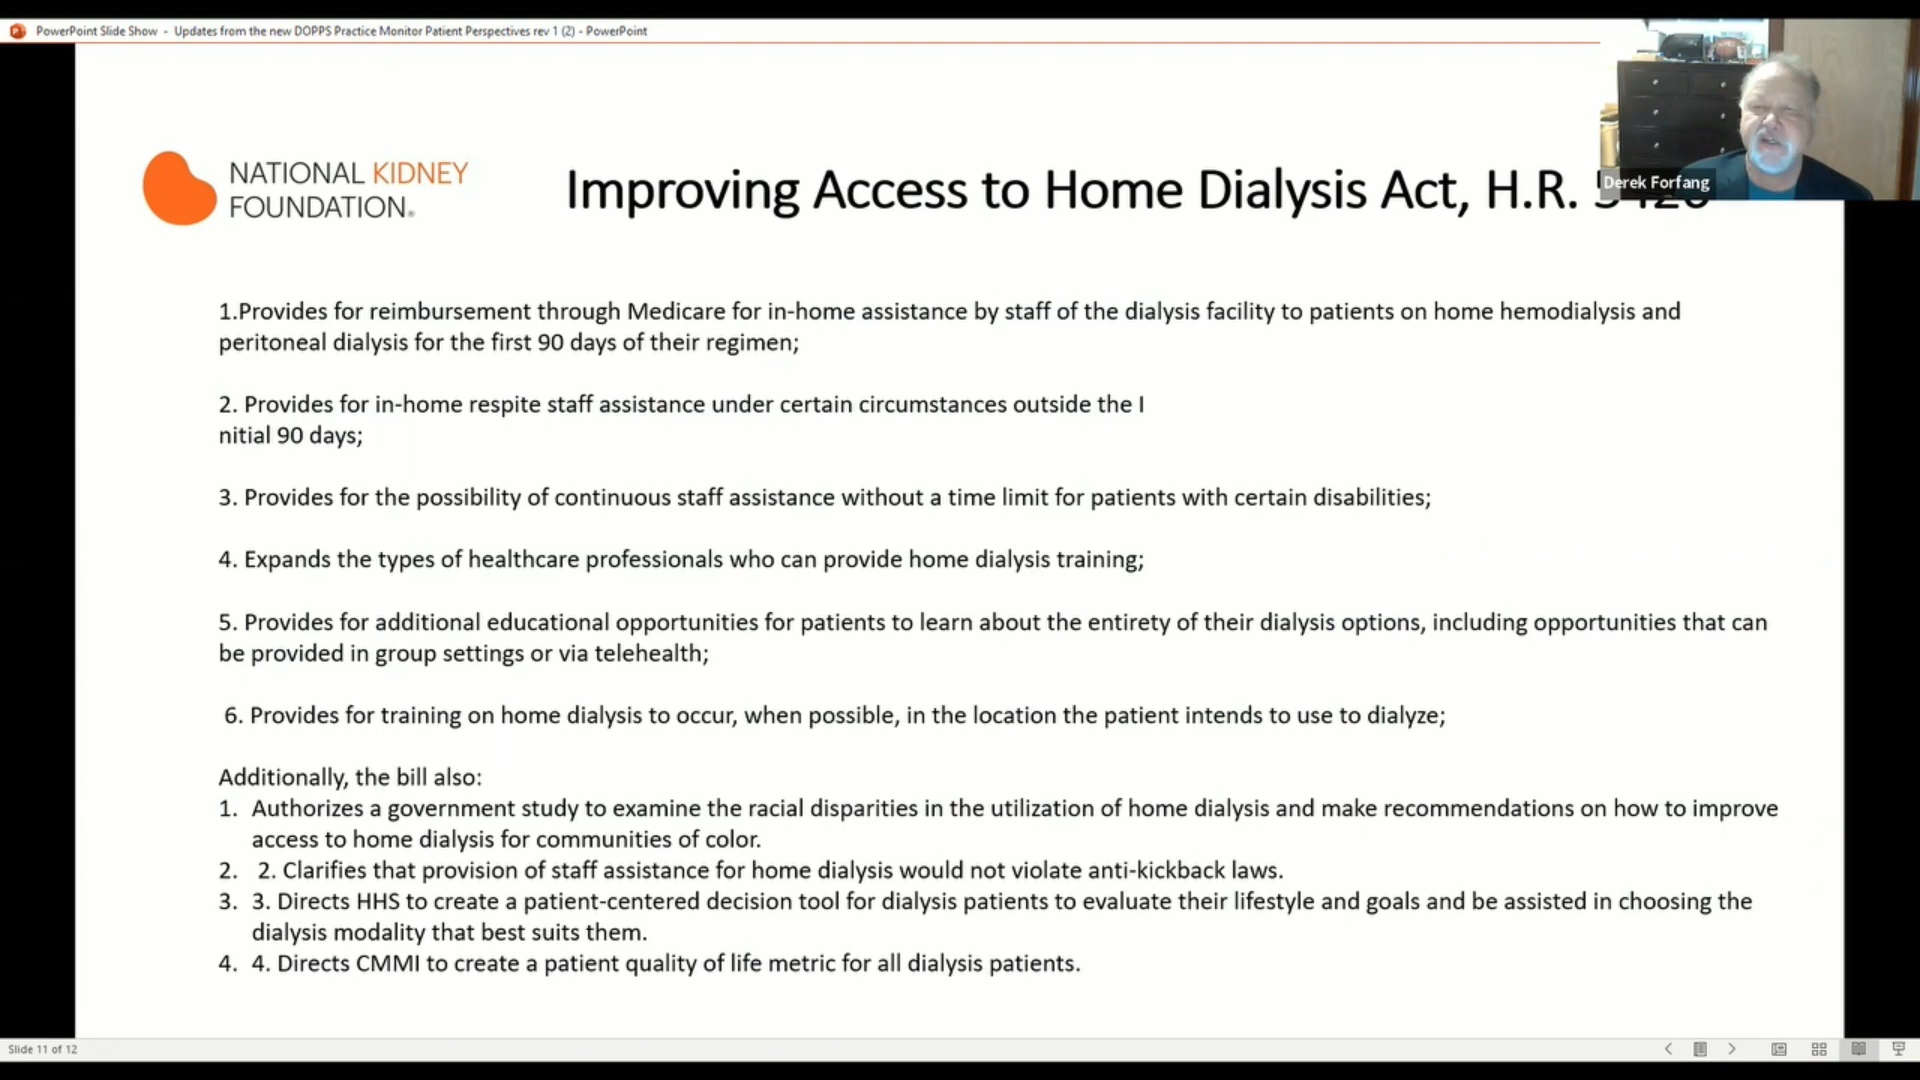 PowerPoint Slide Show - Updates from the new DOPPS Practice Monitor Patient Perspectives rev 1 (2) - PowerPoint
Derek Forfang
NATIONAL KIDNEY
FOUNDATION®
Improving Access to Home Dialysis Act, H.R.
1.Provides for reimbursement through Medicare for in-home assistance by staff of the dialysis facility to patients on home hemodialysis and
peritoneal dialysis for the first 90 days of their regimen;
2. Provides for in-home respite staff assistance under certain circumstances outside the I
nitial 90 days;
3. Provides for the possibility of continuous staff assistance without a time limit for patients with certain disabilities;
4. Expands the types of healthcare professionals who can provide home dialysis training;
5. Provides for additional educational opportunities for patients to learn about the entirety of their dialysis options, including opportunities that can
be provided in group settings or via telehealth;
6. Provides for training on home dialysis to occur, when possible, in the location the patient intends to use to dialyze;
Additionally, the bill also:
1. Authorizes a government study to examine the racial disparities in the utilization of home dialysis and make recommendations on how to improve
access to home dialysis for communities of color.
2. 2. Clarifies that provision of staff assistance for home dialysis would not violate anti-kickback laws.
3. 3. Directs HHS to create a patient-centered decision tool for dialysis patients to evaluate their lifestyle and goals and be assisted in choosing the
dialysis modality that best suits them.
4. 4. Directs CMMI to create a patient quality of life metric for all dialysis patients.
Slide 11 of 12